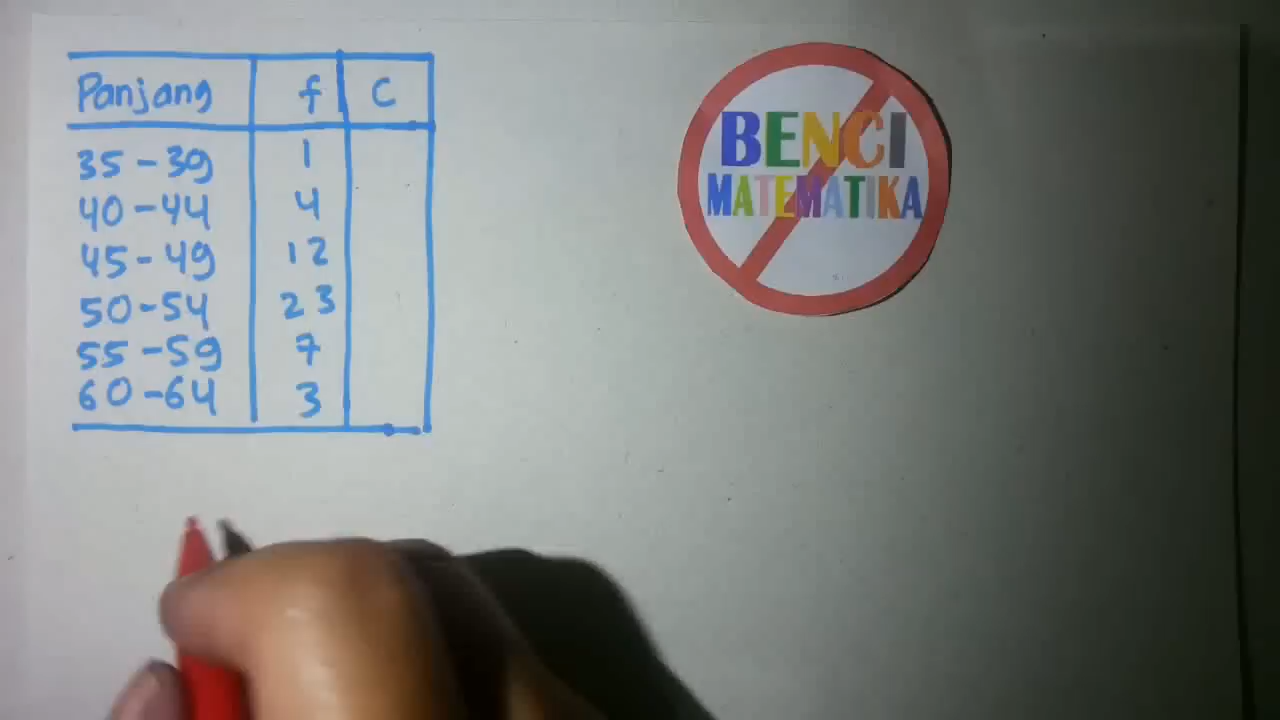 Panjang f C
35 - 39 1
40 - 44 4
45 - 49 12
50 - 54 23
55 - 59 7
60 - 64 3
BENCI
MATEMATIKA